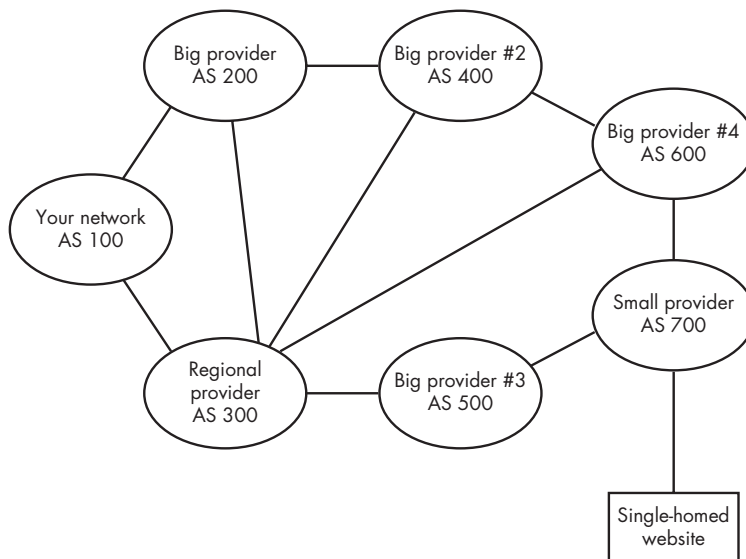 Big provider
AS 200
Big provider #2
AS 400
Big provider #4
AS 600
Your network
AS 100
Small provider
AS 700
Regional
provider
AS 300
Big provider #3
AS 500
Single-homed
website